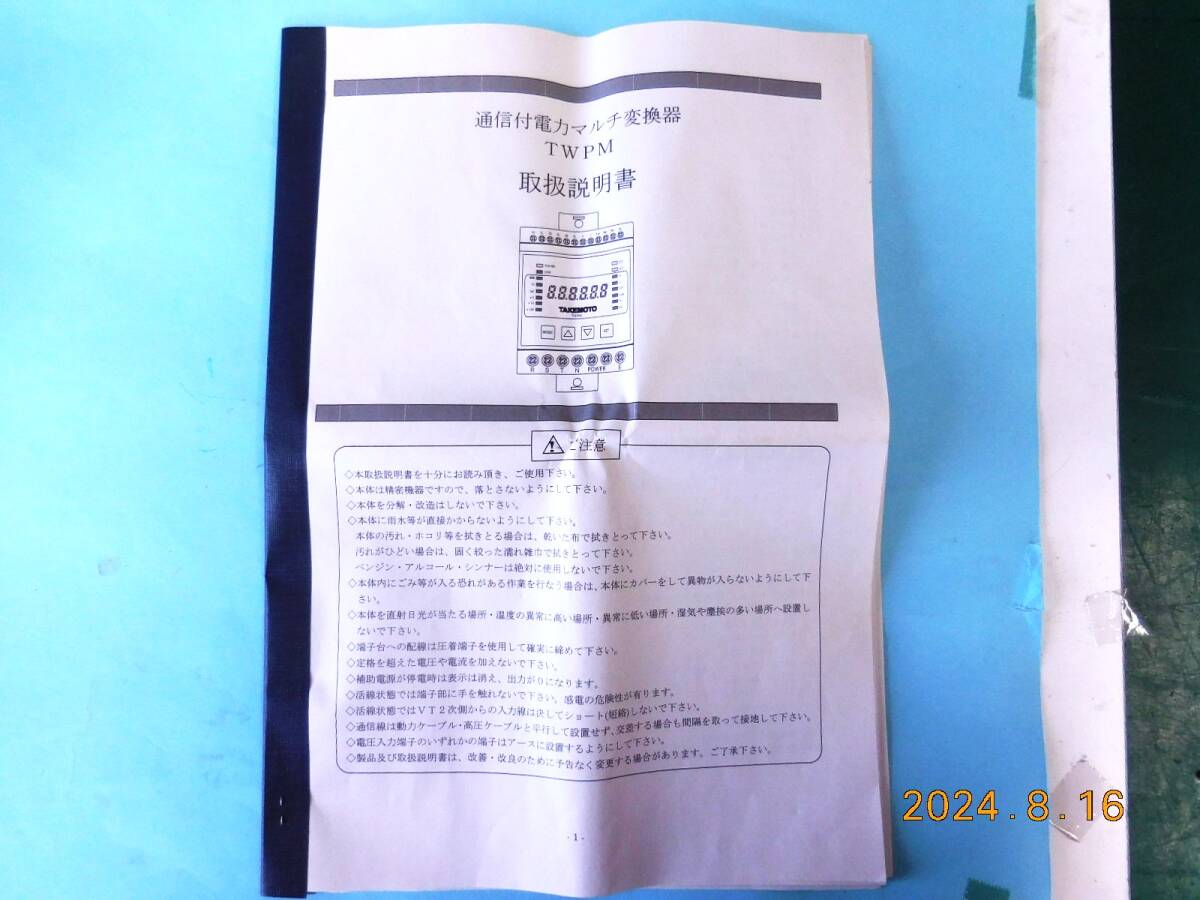 通信付電力マルチ変換器
TWPM
取扱説明書
8.8.8.8.8.8
TAKEMOTO
MODE
R S T N POWER E
ご注意
◇本取扱説明書を十分にお読み頂き、ご使用下さい。
◇本体は精密機器ですので、落とさないようにして下さい。
◇本体を分解・改造はしないで下さい。
◇本体に雨水等が直接かからないようにして下さい。
本体の汚れ・ホコリ等を拭きとる場合は、乾いた布で拭きとって下さい。
汚れがひどい場合は、固く絞った濡れ雑巾で拭きとって下さい。
ベンジン・アルコール・シンナーは絶対に使用しないで下さい。
◇本体内にごみ等が入る恐れがある作業を行なう場合は、本体にカバーをして異物が入らないようにして下
さい。
◇本体を直射日光が当たる場所・温度の異常に高い場所・異常に低い場所・湿気や塵埃の多い場所へ設置し
ないで下さい。
◇端子台への配線は圧着端子を使用して確実に締めて下さい。
◇定格を超えた電圧や電流を加えないで下さい。
◇補助電源が停電時は表示は消え、出力が0になります。
◇活線状態では端子部に手を触れないで下さい。感電の危険性が有ります。
◇活線状態ではVT2次側からの入力線は決してショート(短絡)しないで下さい。
◇通信線は動力ケーブル・高圧ケーブルと平行して設置せず、交差する場合も間隔を取って接地して下さい。
◇電圧入力端子のいずれかの端子はアースに設置するようにして下さい。
◇製品及び取扱説明書は、改善・改良のために予告なく変更する場合があります。ご了承下さい。
- 1 -
2024.8.16